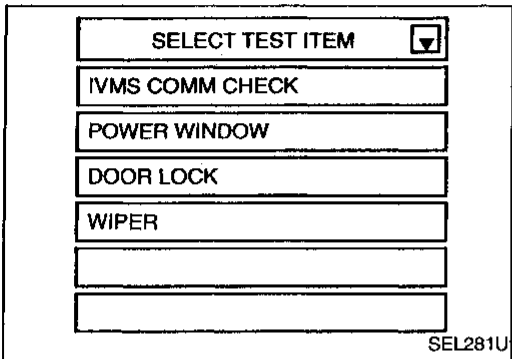 SELECT TEST ITEM
IVMS COMM CHECK
POWER WINDOW
DOOR LOCK
WIPER
SEL281U